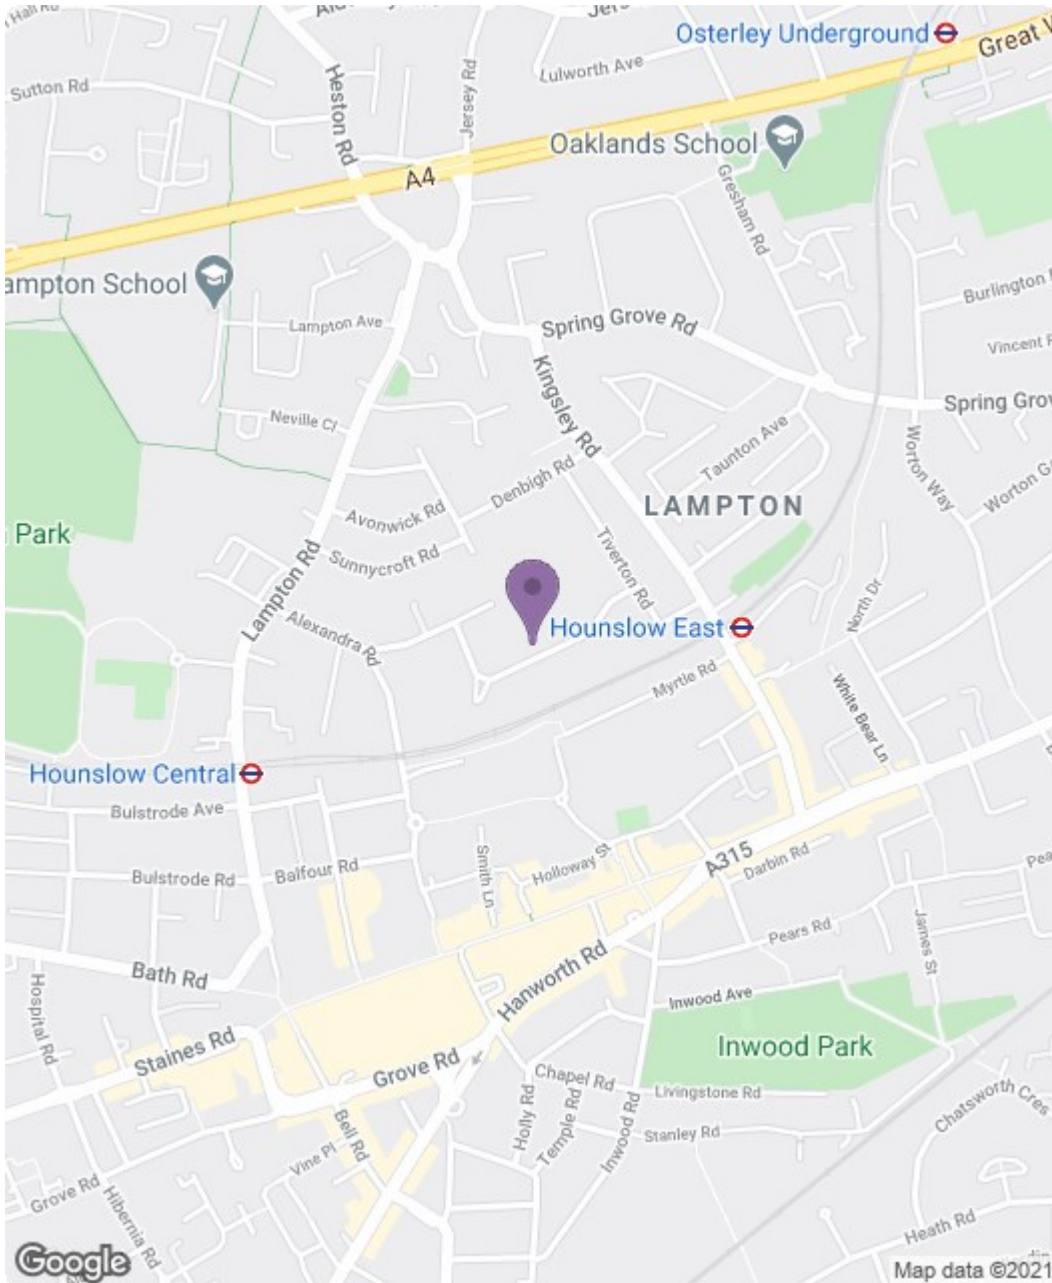 Hall Rd
Jers
Osterley Underground
Great W
Sutton Rd
Heston Rd
Jersey Rd
Lulworth Ave
Oaklands School
A4
Gresham Rd
ampton School
Burlington
Lampton Ave
Spring Grove Rd
Vincent
Kingsley Rd
Neville Cl
Spring Grov
Taunton Ave
Worton Way
Denbigh Rd
Worton G
LAMPTON
Avonwick Rd
Park
Sunnycroft Rd
Tiverton Rd
Lampton Rd
Alexandra Rd
Hounslow East
North Dr
Myrtle Rd
White Bear Ln
Hounslow Central
Bulstrode Ave
A315
Darbin Rd
Smith Ln
Holloway St
Balfour Rd
Bulstrode Rd
Pea
James St
Pears Rd
Bath Rd
Hanworth Rd
Hospital Rd
Inwood Ave
Staines Rd
Inwood Park
Grove Rd
Chapel Rd
Livingstone Rd
Holly Rd
Temple Rd
Inwood Rd
Chatsworth Cres
Bell Rd
Stanley Rd
Vine Pl
Grove Rd
Hibernia Rd
Heath Rd
Google
Map data ©2021